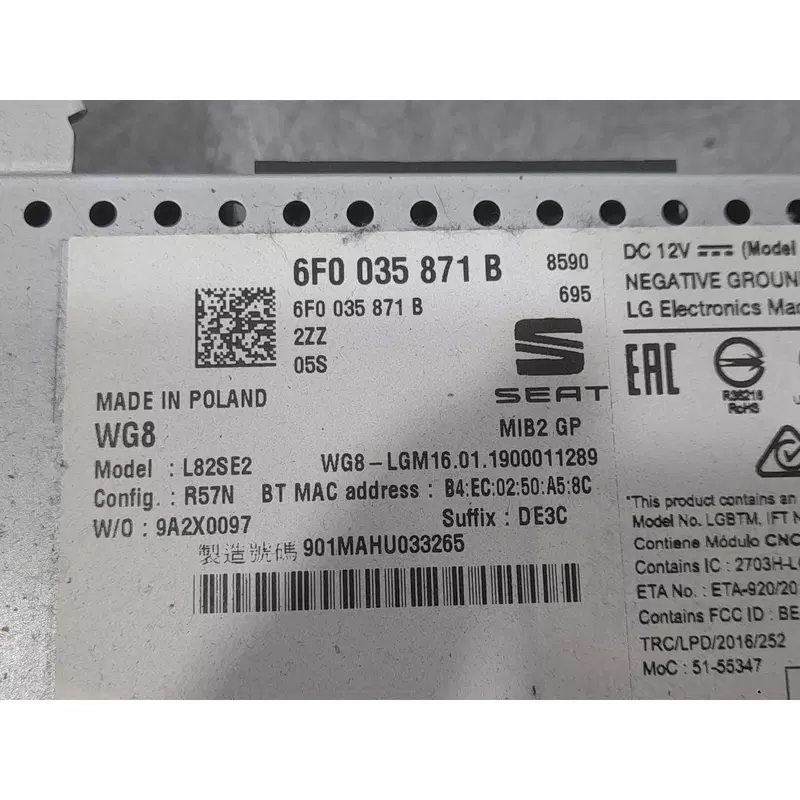 6F0 035 871 B
8590
6F0 035 871 B
695
2ZZ
05S
SEAT
MADE IN POLAND
MIB2 GP
WG8
WG8-LGM16.01.1900011289
Model : L82SE2
Config. : R57N
BT MAC address : B4:EC:02:50:A5:8C
W/O : 9A2X0097
Suffix : DE3C
製造號碼 901MAHU033265
DC 12V (Model
NEGATIVE GROUN
LG Electronics Ma
EAC
R36218
RoHS
*This product contains an
Model No. LGBTM, IFT N
Contiene Módulo CNC
Contains IC : 2703H-L
ETA No. : ETA-920/20
Contains FCC ID : BE
TRC/LPD/2016/252
MoC : 51-55347